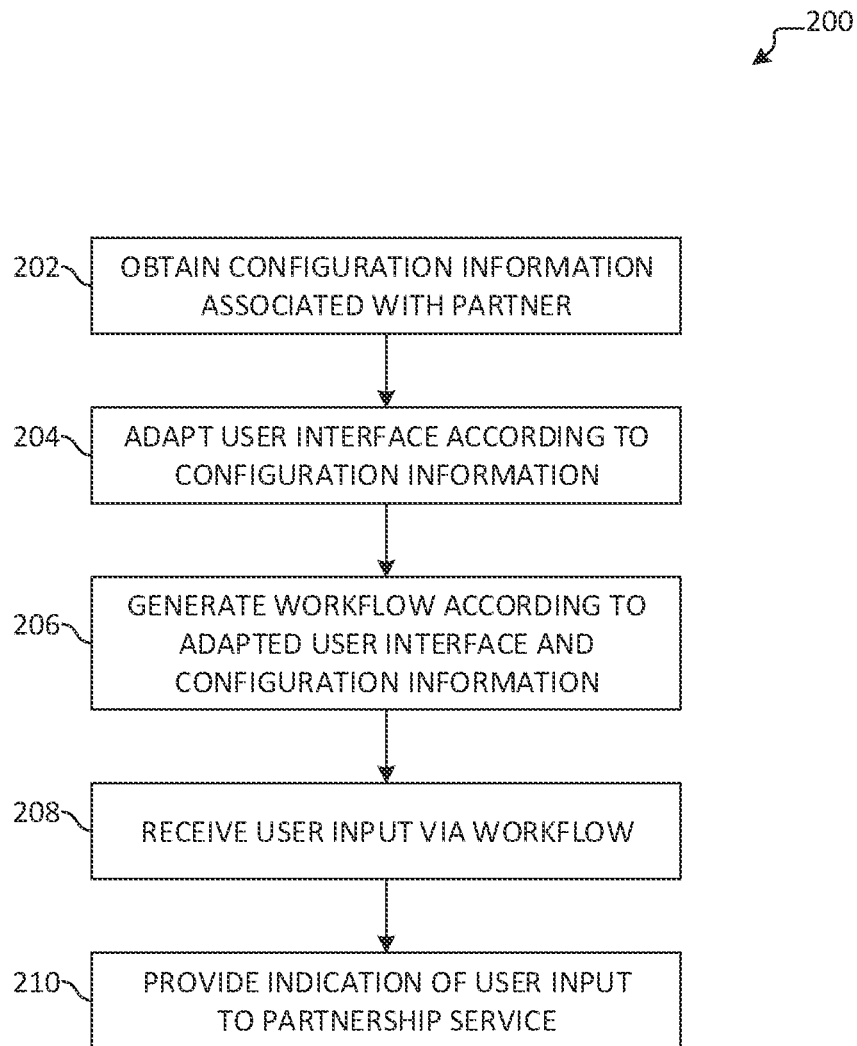 200
202
OBTAIN CONFIGURATION INFORMATION
ASSOCIATED WITH PARTNER
204
ADAPT USER INTERFACE ACCORDING TO
CONFIGURATION INFORMATION
206
GENERATE WORKFLOW ACCORDING TO
ADAPTED USER INTERFACE AND
CONFIGURATION INFORMATION
208
RECEIVE USER INPUT VIA WORKFLOW
210
PROVIDE INDICATION OF USER INPUT
TO PARTNERSHIP SERVICE